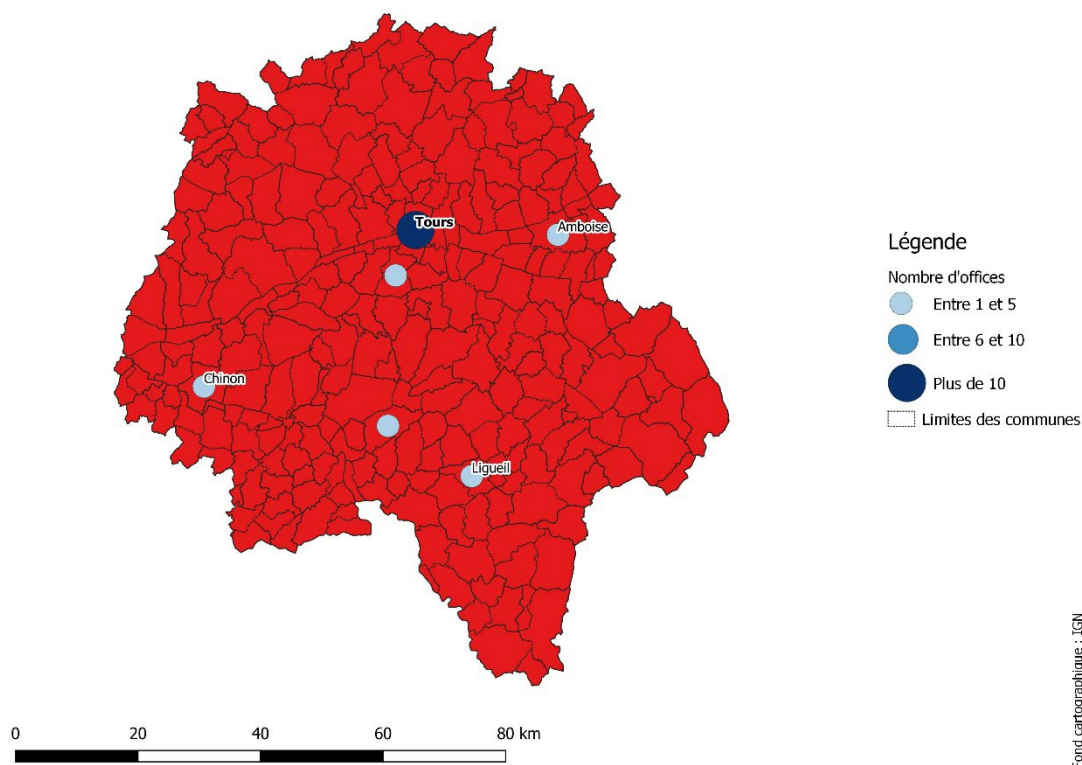 Tours
Amboise
Chinon
Ligueil
Légende
Nombre d'offices
Entre 1 et 5
Entre 6 et 10
Plus de 10
Limites des communes
0 20 40 60 80 km
Fond cartographique : IGN